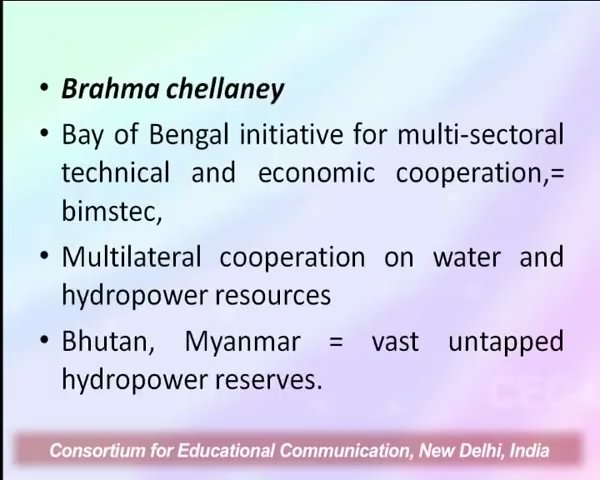 • Brahma chellaney
• Bay of Bengal initiative for multi-sectoral
technical and economic cooperation,=
bimstec,
• Multilateral cooperation on water and
hydropower resources
• Bhutan, Myanmar = vast untapped
hydropower reserves.
CEC
Consortium for Educational Communication, New Delhi, India